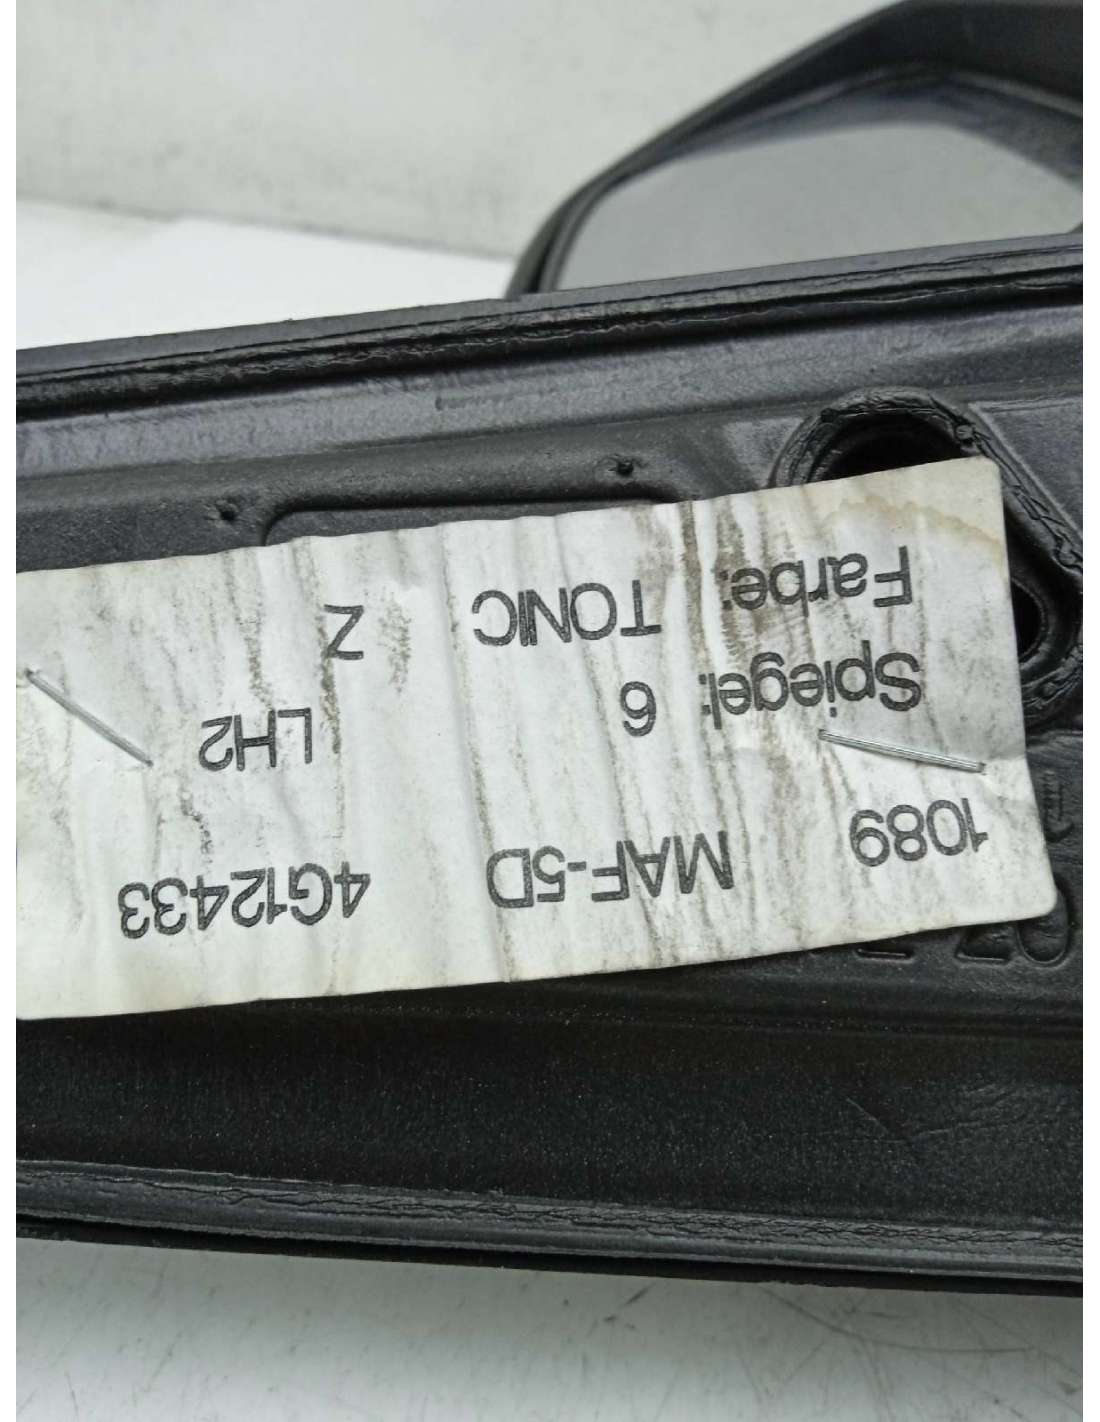 1089 MAF-5D 4G12433
Spiegel: 6 LH2
Farbe: TONIC Z